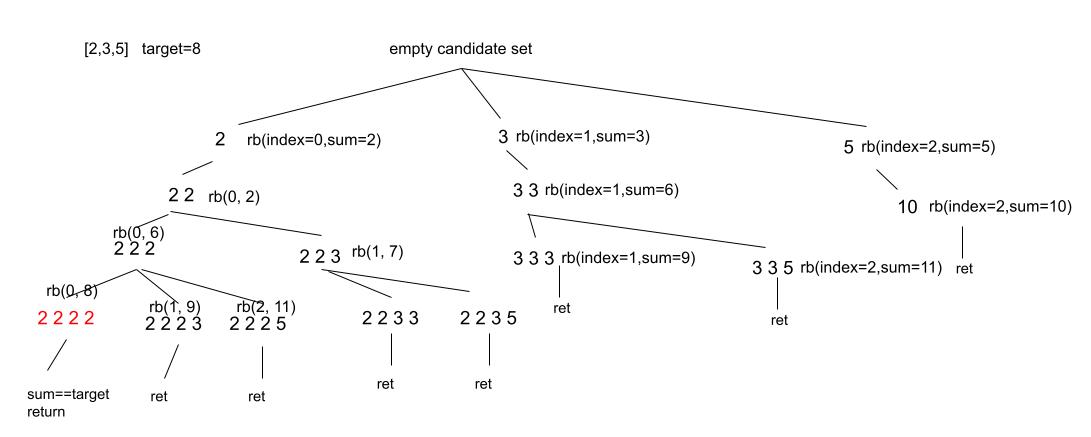 [2,3,5] target=8
empty candidate set
2 rb(index=0,sum=2)
3 rb(index=1,sum=3)
5 rb(index=2,sum=5)
2 2 rb(0, 2)
3 3 rb(index=1,sum=6)
10 rb(index=2,sum=10)
rb(0, 6)
2 2 2
2 2 3 rb(1, 7)
3 3 3 rb(index=1,sum=9)
3 3 5 rb(index=2,sum=11)
ret
rb(0, 8)
2 2 2 2
rb(1, 9)
2 2 2 3
rb(2, 11)
2 2 2 5
2 2 3 3
2 2 3 5
ret
ret
sum==target
return
ret
ret
ret
ret